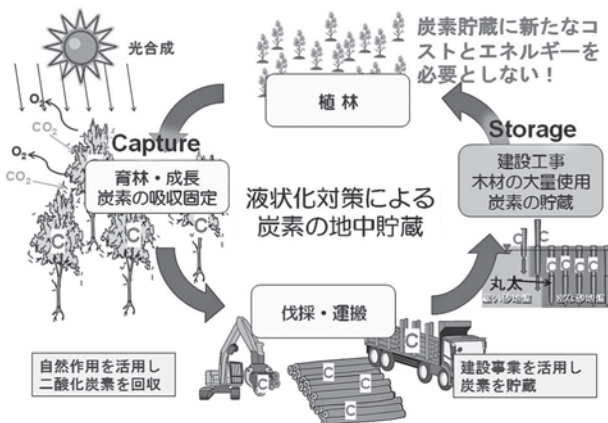 光合成
炭素貯蔵に新たなコ
ストとエネルギーを
必要としない！
植林
O₂
CO₂
O₂
CO₂
Capture
育林・成長
炭素の吸収固定
Storage
建設工事
木材の大量使用
炭素の貯蔵
液状化対策による
炭素の地中貯蔵
C
C
C
C
C
C
C
C
C
C
丸太
伐採・運搬
C
C
C
C
C
自然作用を活用し
二酸化炭素を回収
建設事業を活用し
炭素を貯蔵